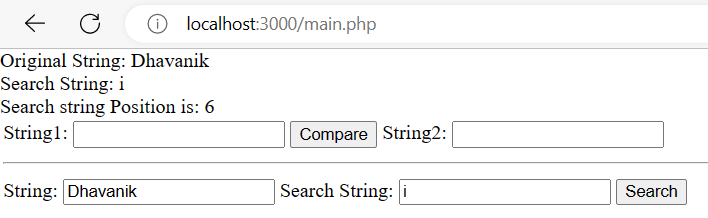 localhost:3000/main.php
Original String: Dhavanik
Search String: i
Search string Position is: 6
String1: Compare String2:
String: Dhavanik Search String: i Search